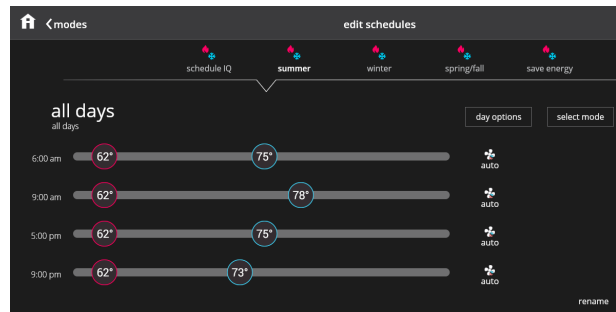 modes
edit schedules
schedule IQ
summer
winter
spring/fall
save energy
all days
all days
day options
select mode
6:00 am
62°
75°
auto
9:00 am
62°
78°
auto
5:00 pm
62°
75°
auto
9:00 pm
62°
73°
auto
rename